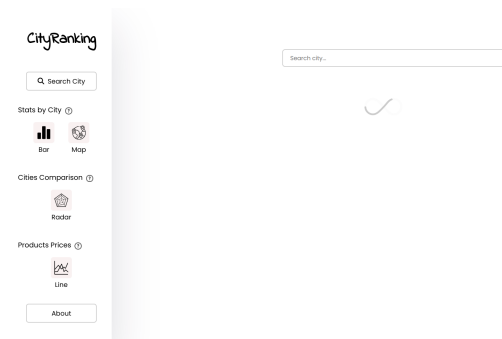 CityRanking
Search City
Stats by City ?
Bar Map
Cities Comparison ?
Radar
Products Prices ?
Line
About
Search city...